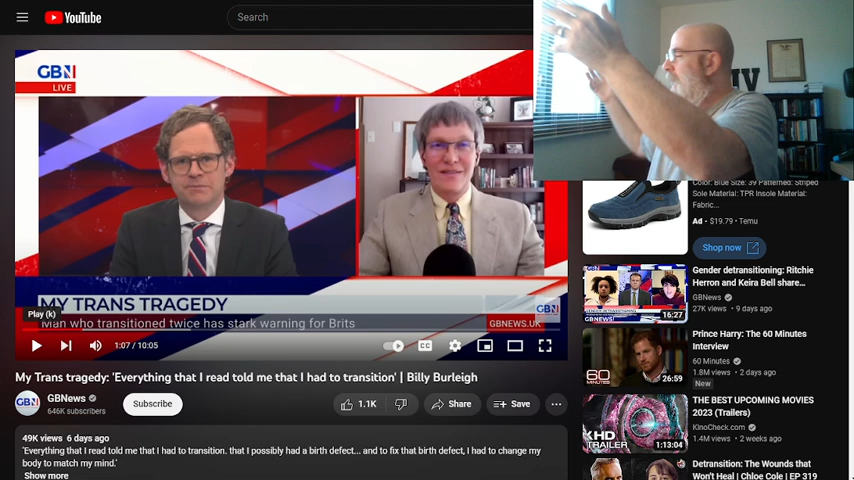 YouTube
Search
GBN
LIVE
IV
MY TRANS TRAGEDY
GBN
Play (k)
Man who transitioned twice has stark warning for Brits
GBNEWS.UK
1:07 / 10:05
CC
My Trans tragedy: 'Everything that I read told me that I had to transition' | Billy Burleigh
GBN
GBNews
646K subscribers
Subscribe
1.1K
Share
Save
49K views 6 days ago
'Everything that I read told me that I had to transition. that I possibly had a birth defect... and to fix that birth defect, I had to change my
body to match my mind.'
Show more
Color: Blue Size: 39 Patterned: Striped
Sole Material: TPR Insole Material:
Fabric...
Ad • $19.79 • Temu
Shop now
GBNEWS
16:27
Gender detransitioning: Ritchie
Herron and Keira Bell share...
GBNews
27K views • 9 days ago
60
MINUTES
26:59
Prince Harry: The 60 Minutes
Interview
60 Minutes
1.8M views • 2 days ago
New
KHD
TRAILER
1:13:04
THE BEST UPCOMING MOVIES
2023 (Trailers)
KinoCheck.com
1.4M views • 2 weeks ago
Detransition: The Wounds that
Won't Heal | Chloe Cole | EP 319